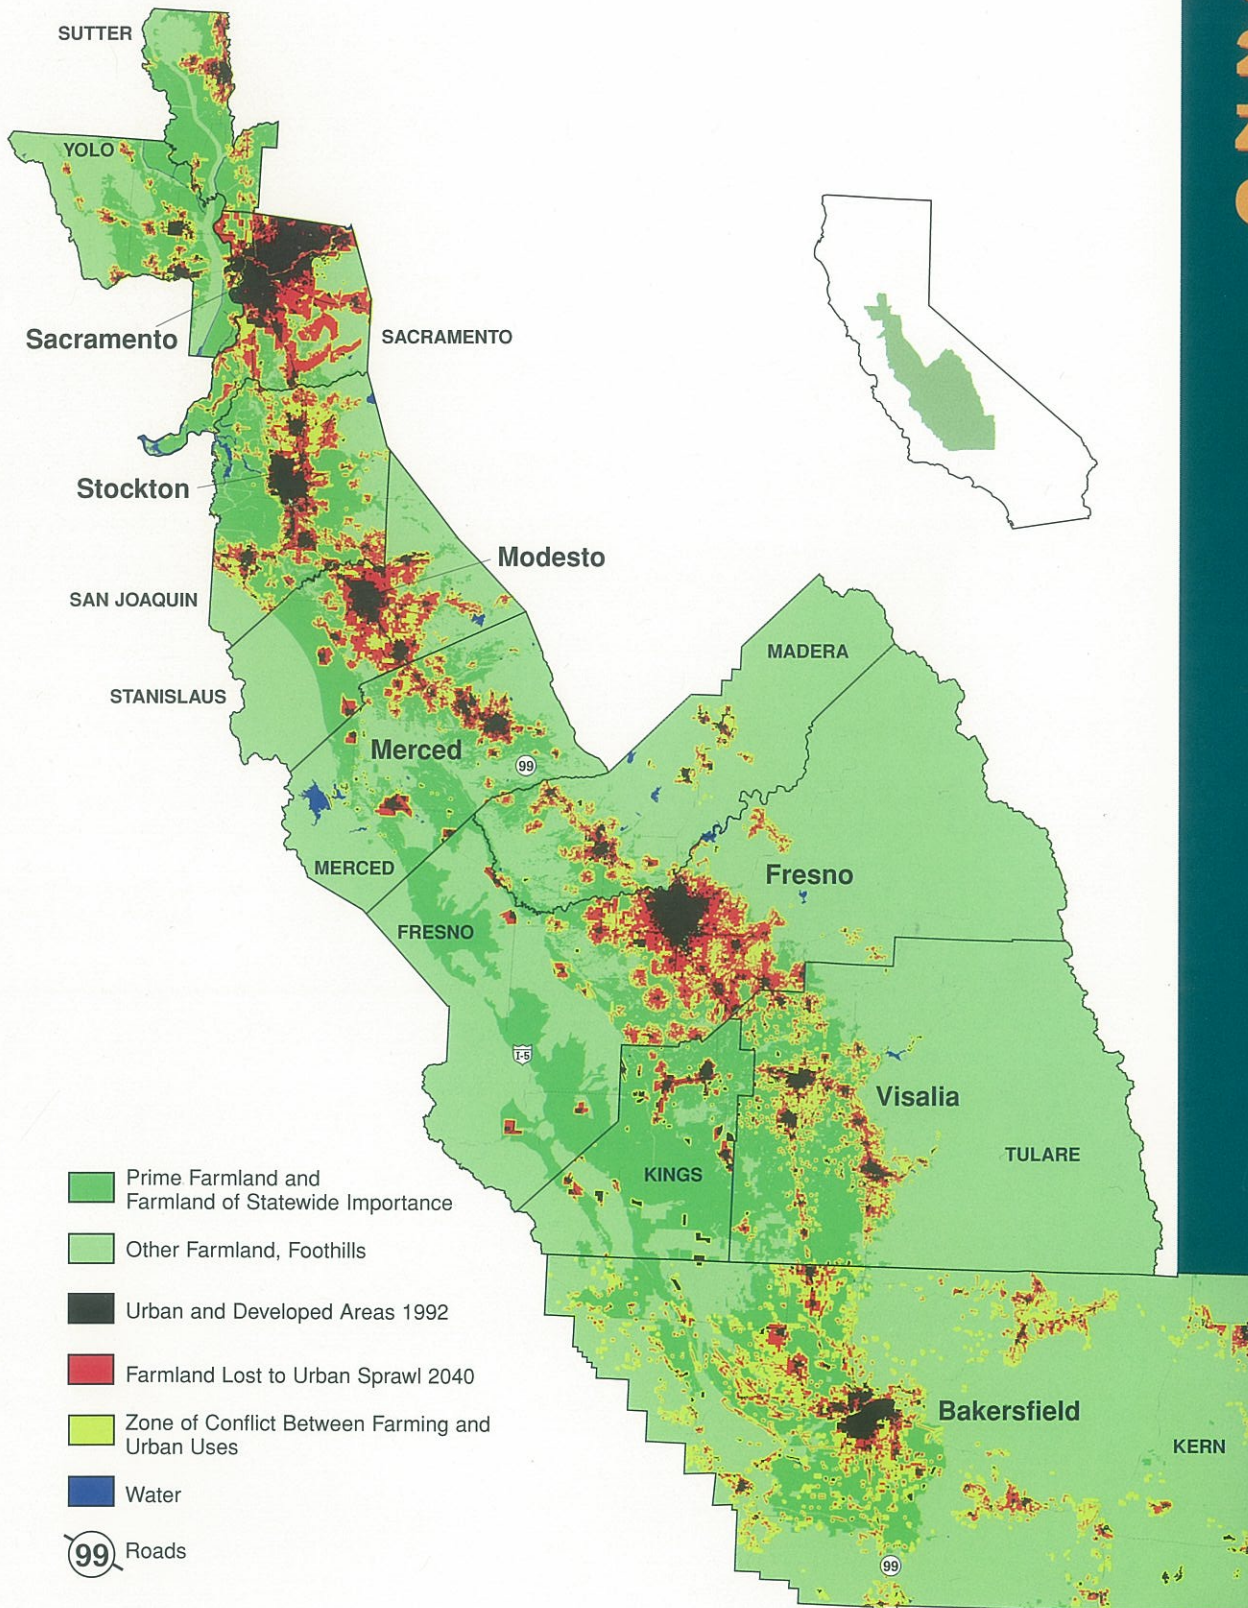 SUTTER
YOLO
Sacramento
SACRAMENTO
Stockton
Modesto
SAN JOAQUIN
MADERA
STANISLAUS
Merced
99
MERCED
Fresno
FRESNO
I-5
Visalia
TULARE
KINGS
Prime Farmland and
Farmland of Statewide Importance
Other Farmland, Foothills
Urban and Developed Areas 1992
Farmland Lost to Urban Sprawl 2040
Zone of Conflict Between Farming and
Urban Uses
Water
99 Roads
Bakersfield
KERN
99